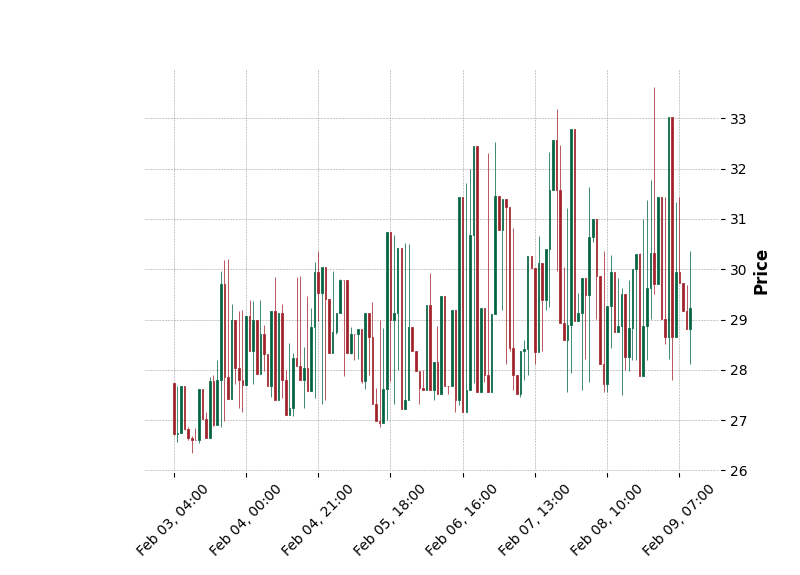 33
32
31
30
29
28
27
26
Price
Feb 03, 04:00
Feb 04, 00:00
Feb 04, 21:00
Feb 05, 18:00
Feb 06, 16:00
Feb 07, 13:00
Feb 08, 10:00
Feb 09, 07:00